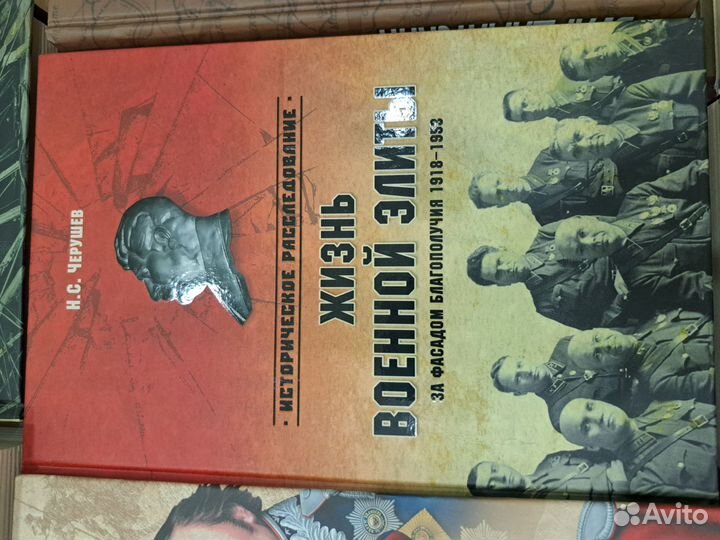 Н.С. ЧЕРУШЕВ
· ИСТОРИЧЕСКОЕ РАССЛЕДОВАНИЕ ·
ЖИЗНЬ
ВОЕННОЙ ЭЛИТЫ
ЗА ФАСАДОМ БЛАГОПОЛУЧИЯ 1918–1953
Avito